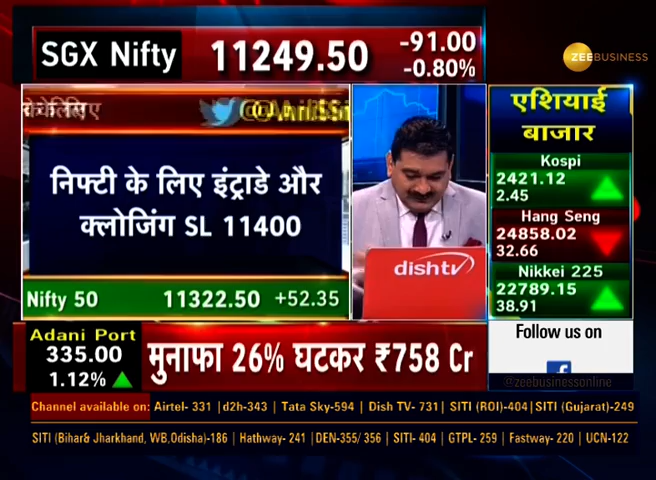 SGX Nifty
11249.50
-91.00
-0.80%
ZEEBUSINESS
एशियाई
बाजार
Kospi
2421.12
2.45
Hang Seng
24858.02
32.66
Nikkei 225
22789.15
38.91
निफ्टी के लिए इंट्राडे और
क्लोजिंग SL 11400
dishtv
Nifty 50 11322.50 +52.35
Adani Port
335.00
1.12%
मुनाफा 26% घटकर ₹758 Cr
Follow us on
@zeebusinessonline
Channel available on: Airtel- 331 |d2h-343 | Tata Sky-594 | Dish TV- 731| SITI (ROI)-404| SITI (Gujarat)-249
SITI (Bihar& Jharkhand, WB,Odisha)-186 | Hathway- 241 |DEN-355/ 356 | SITI- 404 | GTPL- 259 | Fastway- 220 | UCN-122